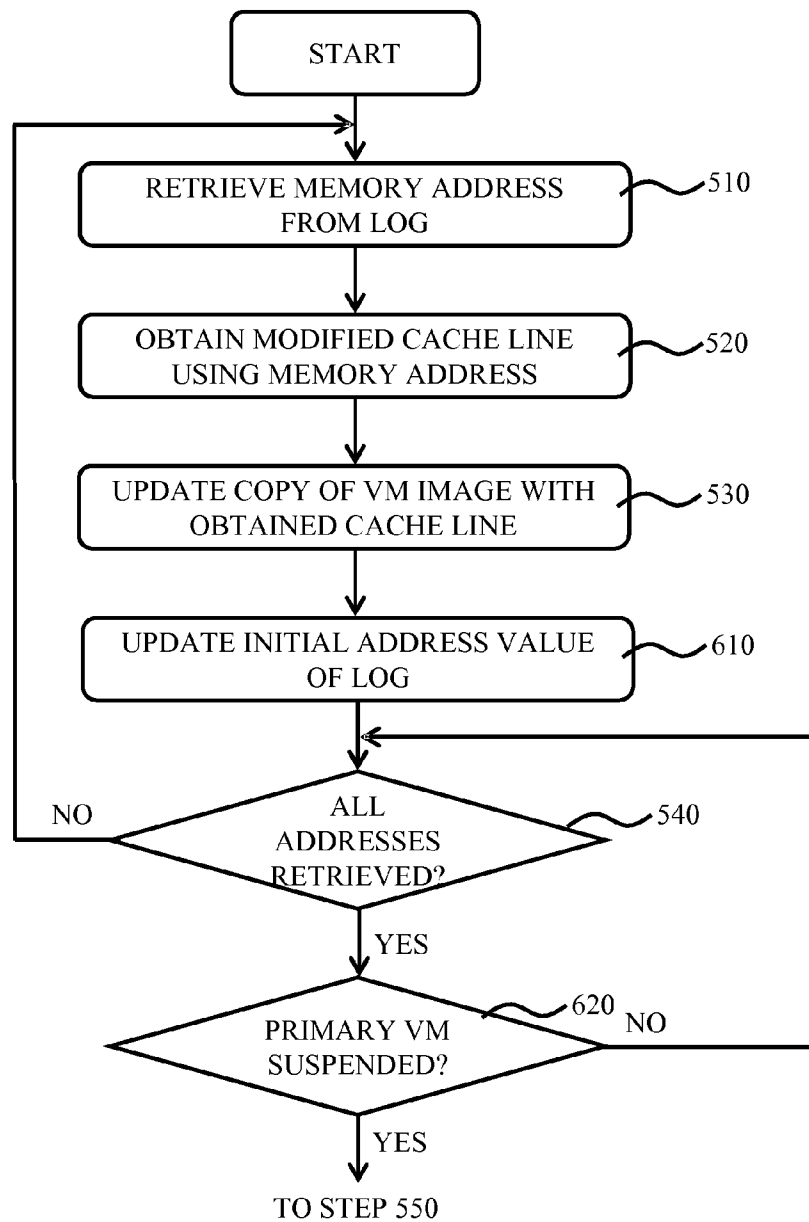 START
RETRIEVE MEMORY ADDRESS
FROM LOG
510
OBTAIN MODIFIED CACHE LINE
USING MEMORY ADDRESS
520
UPDATE COPY OF VM IMAGE WITH
OBTAINED CACHE LINE
530
UPDATE INITIAL ADDRESS VALUE
OF LOG
610
NO
ALL
ADDRESSES
RETRIEVED?
540
YES
PRIMARY VM
SUSPENDED?
620
NO
YES
TO STEP 550